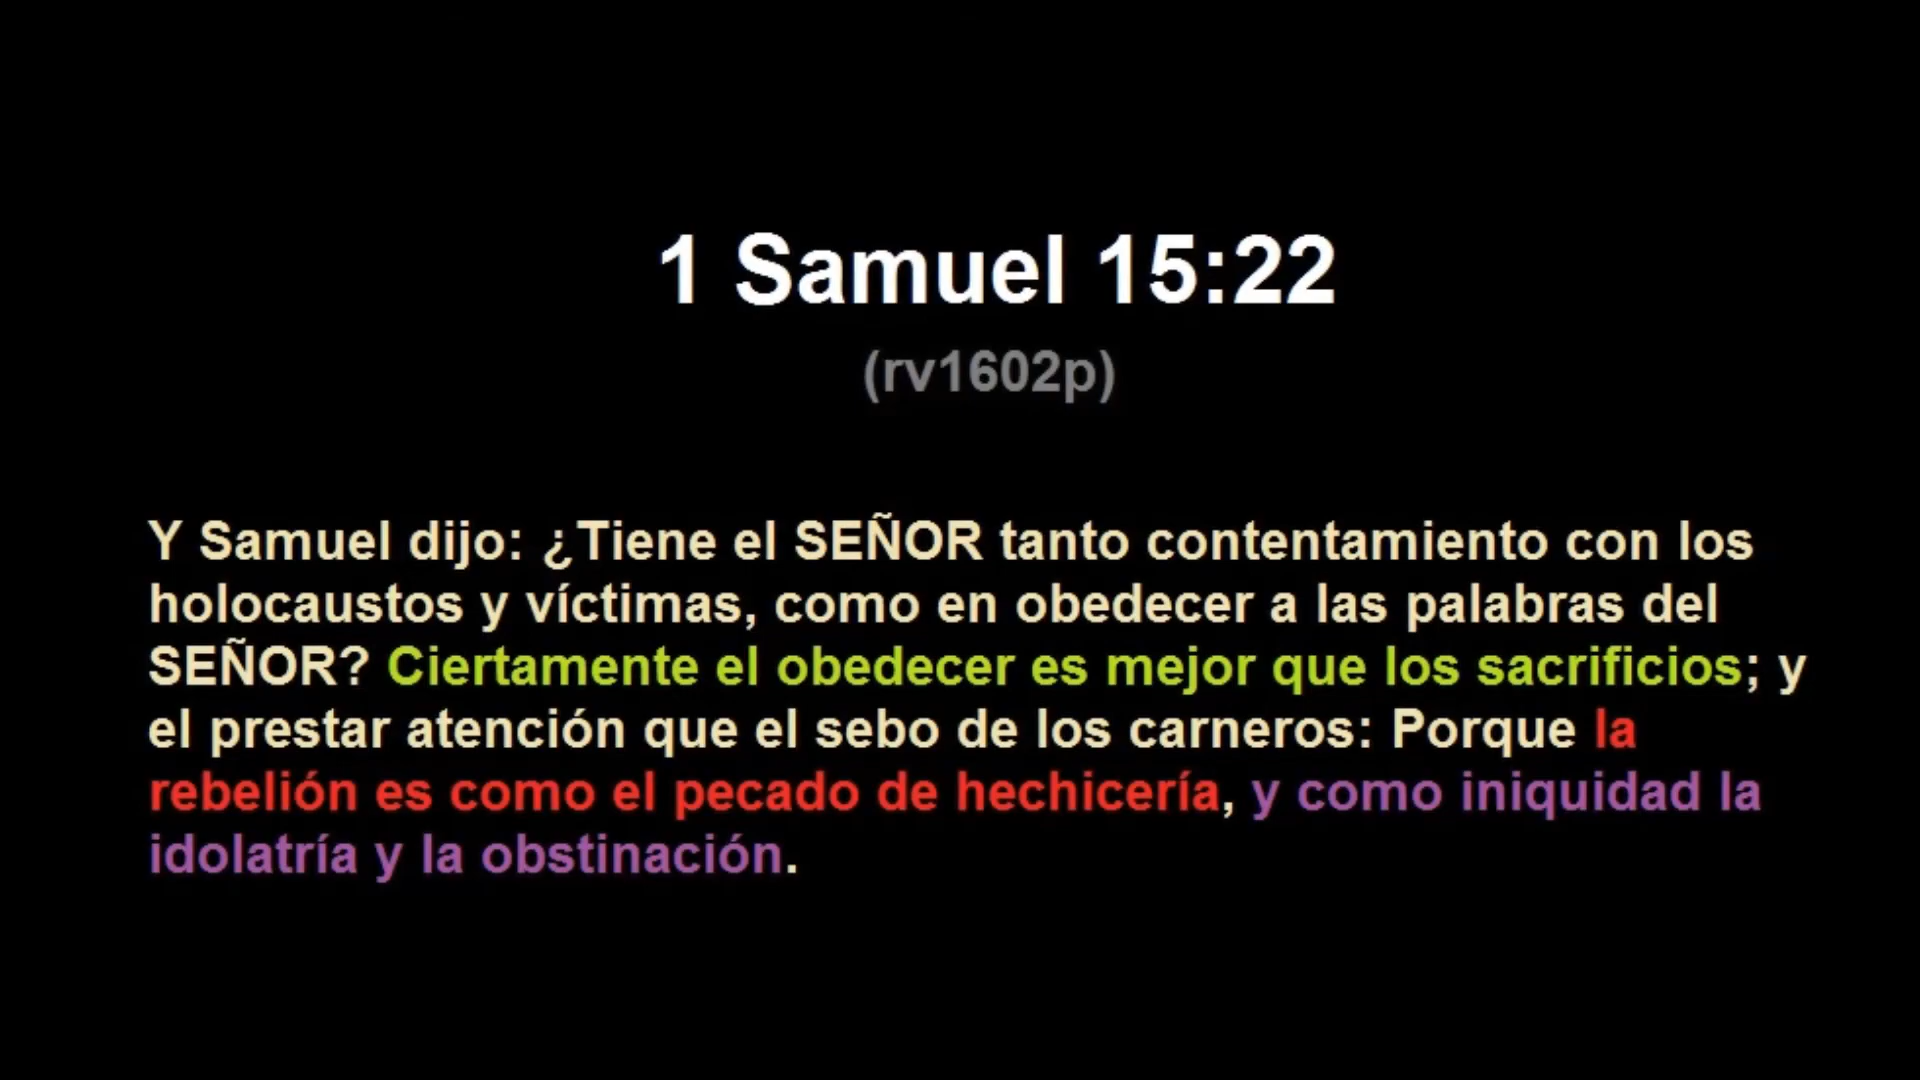 1 Samuel 15:22
(rv1602p)
Y Samuel dijo: ¿Tiene el SEÑOR tanto contentamiento con los
holocaustos y víctimas, como en obedecer a las palabras del
SEÑOR? Ciertamente el obedecer es mejor que los sacrificios; y
el prestar atención que el sebo de los carneros: Porque la
rebelión es como el pecado de hechicería, y como iniquidad la
idolatría y la obstinación.